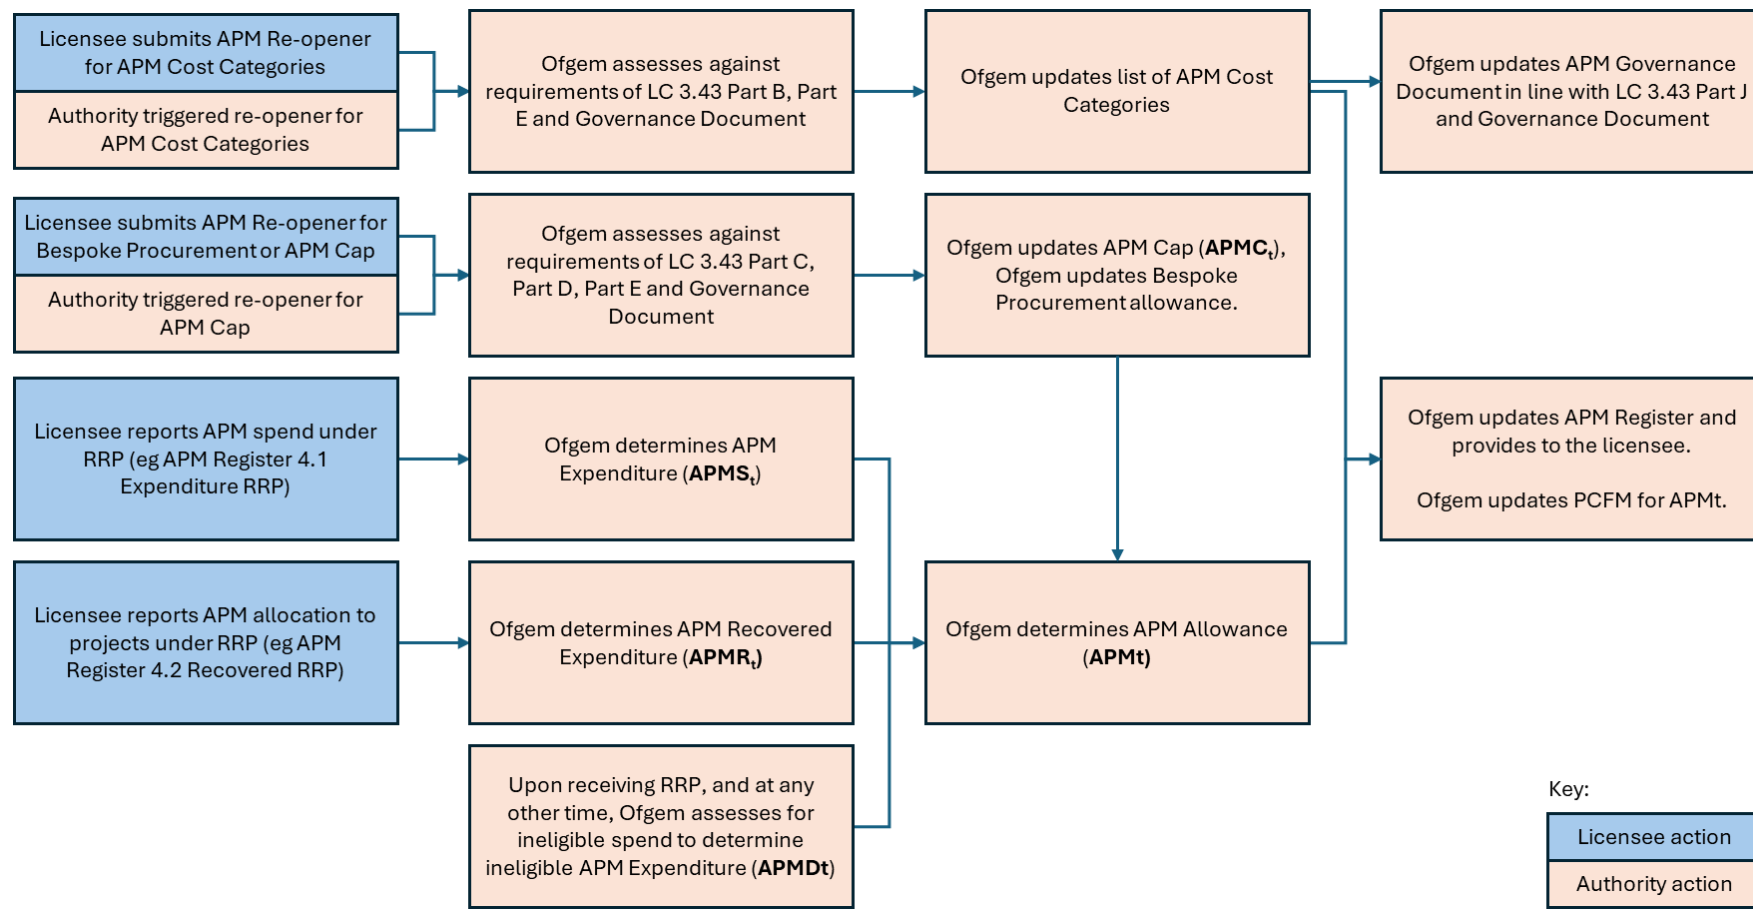 Licensee submits APM Re-opener
for APM Cost Categories
Authority triggered re-opener for
APM Cost Categories
Ofgem assesses against
requirements of LC 3.43 Part B, Part
E and Governance Document
Ofgem updates list of APM Cost
Categories
Ofgem updates APM Governance
Document in line with LC 3.43 Part J
and Governance Document
Licensee submits APM Re-opener for
Bespoke Procurement or APM Cap
Authority triggered re-opener for
APM Cap
Ofgem assesses against
requirements of LC 3.43 Part C,
Part D, Part E and Governance
Document
Ofgem updates APM Cap (APMCt),
Ofgem updates Bespoke
Procurement allowance.
Licensee reports APM spend under
RRP (eg APM Register 4.1
Expenditure RRP)
Ofgem determines APM
Expenditure (APMSt)
Ofgem updates APM Register and
provides to the licensee.
Ofgem updates PCFM for APMt.
Licensee reports APM allocation to
projects under RRP (eg APM
Register 4.2 Recovered RRP)
Ofgem determines APM Recovered
Expenditure (APMRt)
Ofgem determines APM Allowance
(APMt)
Upon receiving RRP, and at any
other time, Ofgem assesses for
ineligible spend to determine
ineligible APM Expenditure (APMDt)
Key:
Licensee action
Authority action